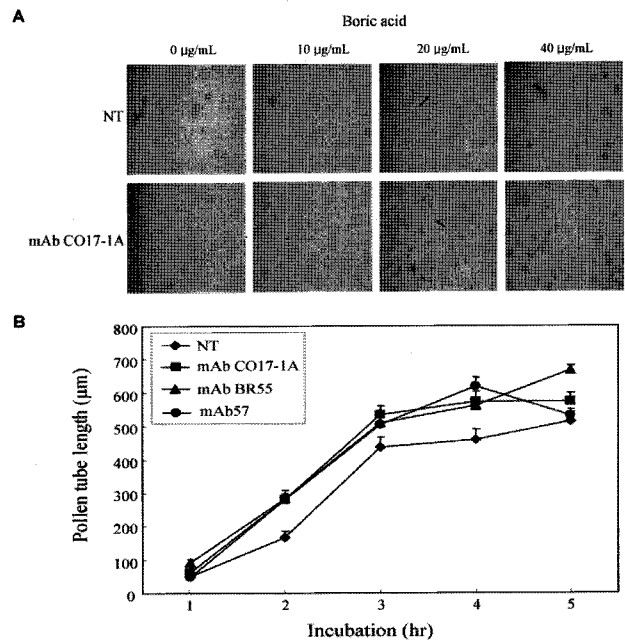 A
Boric acid
0 µg/mL 10 µg/mL 20 µg/mL 40 µg/mL
NT
mAb CO17-1A
B
800
700
600
500
400
300
200
100
0
Pollen tube length (µm)
NT
mAb CO17-1A
mAb BR55
mAb57
1 2 3 4 5
Incubation (hr)